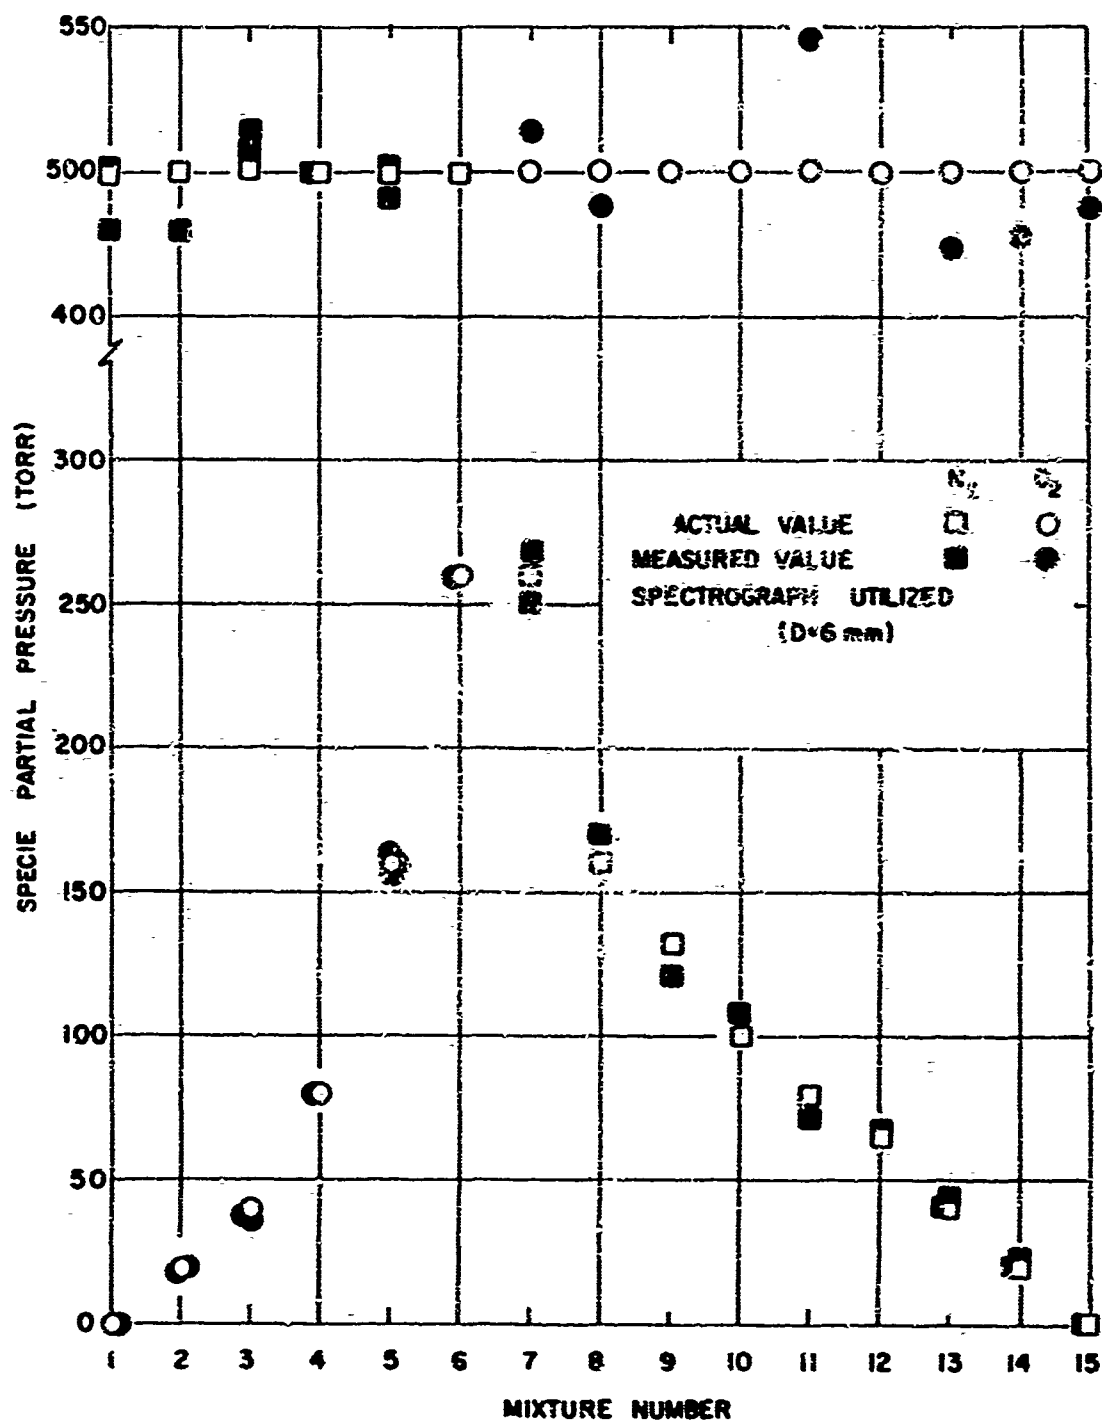 550
500
400
300
250
200
150
100
50
0
SPECIE PARTIAL PRESSURE (TORR)
N₂ O₂
ACTUAL VALUE
MEASURED VALUE
SPECTROGRAPH UTILIZED
(D=6 mm)
1 2 3 4 5 6 7 8 9 10 11 12 13 14 15
MIXTURE NUMBER